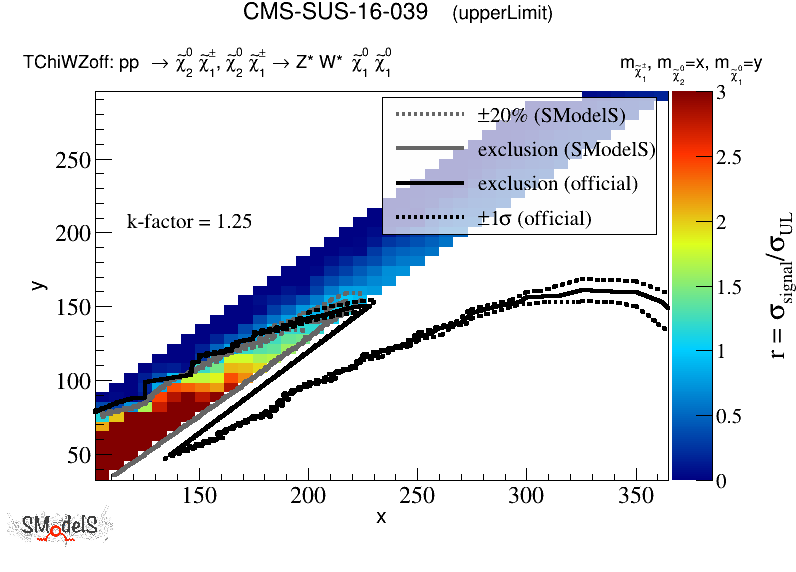 CMS-SUS-16-039 (upperLimit)
TChiWZoff: pp → χ̃₂⁰ χ̃₁±, χ̃₂⁰ χ̃₁± → Z* W* χ̃₁⁰ χ̃₁⁰
m_χ̃₁±, m_χ̃₂⁰=x, m_χ̃₁⁰=y
±20% (SModelS)
exclusion (SModelS)
exclusion (official)
±1σ (official)
k-factor = 1.25
250
200
150
100
50
y
150
200
250
300
350
x
3
2.5
2
1.5
1
0.5
0
r = σ_signal/σ_UL
SModelS